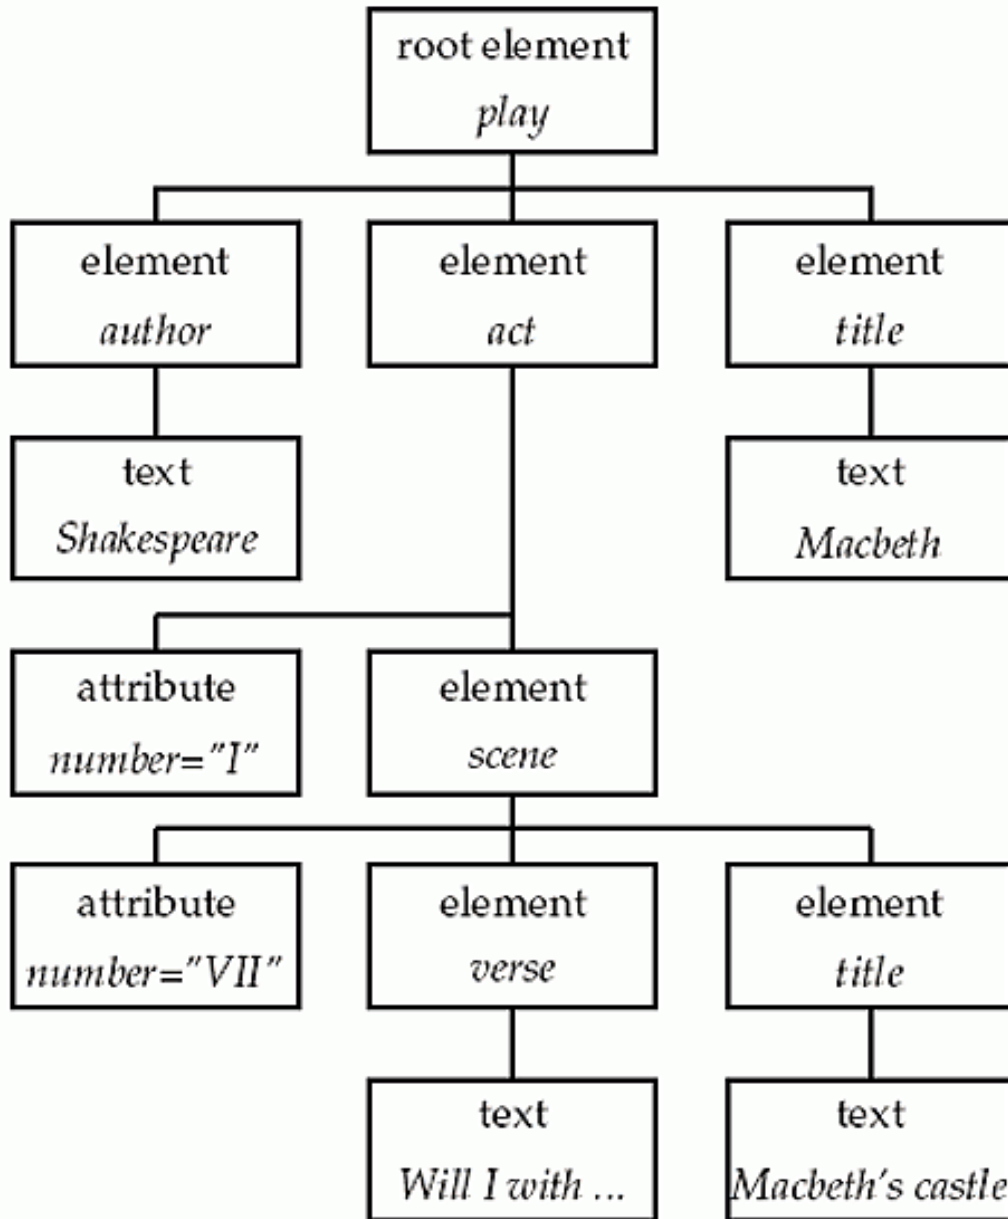 root element
play
element
author
element
act
element
title
text
Shakespeare
text
Macbeth
attribute
number="I"
element
scene
attribute
number="VII"
element
verse
element
title
text
Will I with ...
text
Macbeth's castle